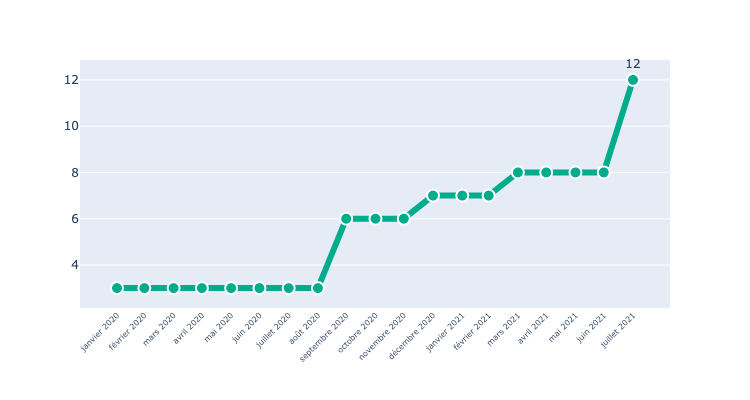 12
12
10
8
6
4
janvier 2020
février 2020
mars 2020
avril 2020
mai 2020
juin 2020
juillet 2020
août 2020
septembre 2020
octobre 2020
novembre 2020
décembre 2020
janvier 2021
février 2021
mars 2021
avril 2021
mai 2021
juin 2021
juillet 2021